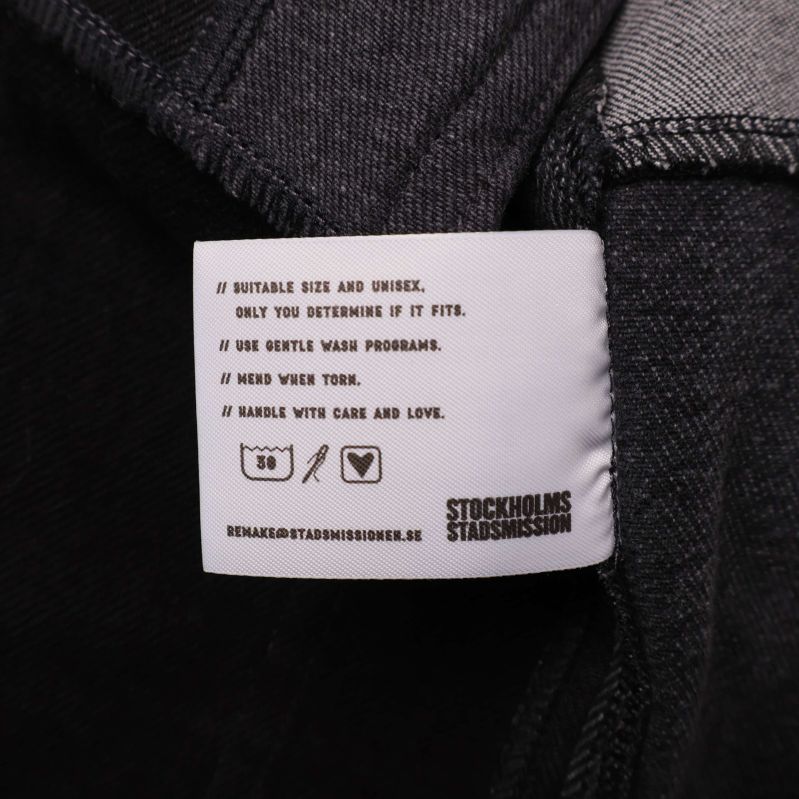 // SUITABLE SIZE AND UNISEX.
ONLY YOU DETERMINE IF IT FITS.
// USE GENTLE WASH PROGRAMS.
// MEND WHEN TORN.
// HANDLE WITH CARE AND LOVE.
30
REMAKE@STADSMISSIONEN.SE
STOCKHOLMS
STADSMISSION